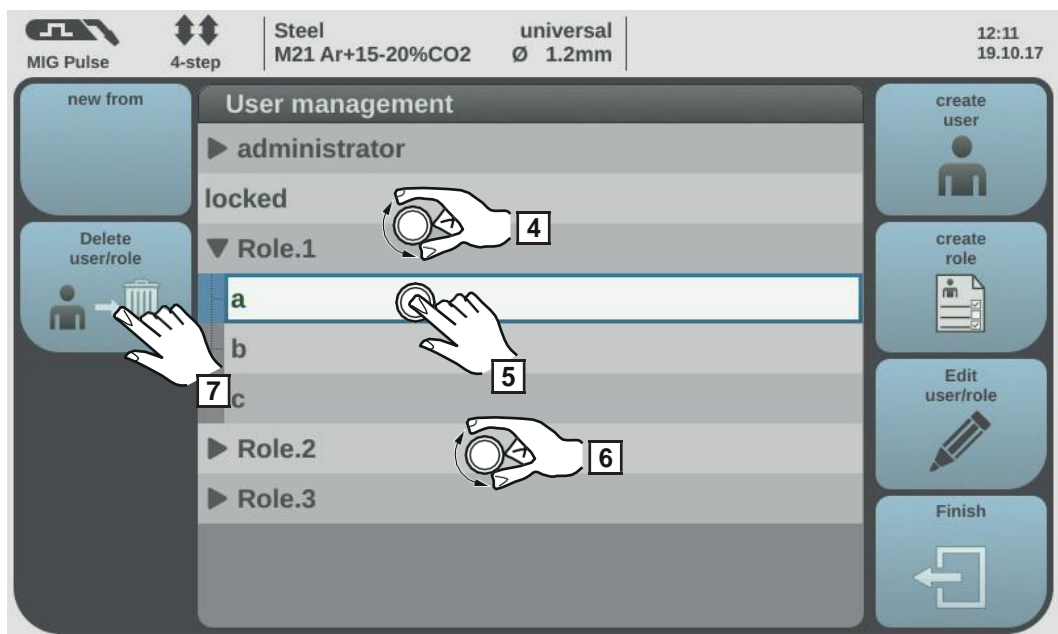 MIG Pulse
4-step
Steel universal
M21 Ar+15-20%CO2 Ø 1.2mm
12:11
19.10.17
new from
Delete
user/role
User management
administrator
locked
4
Role.1
a
5
b
7
c
Role.2
6
Role.3
create
user
create
role
Edit
user/role
Finish